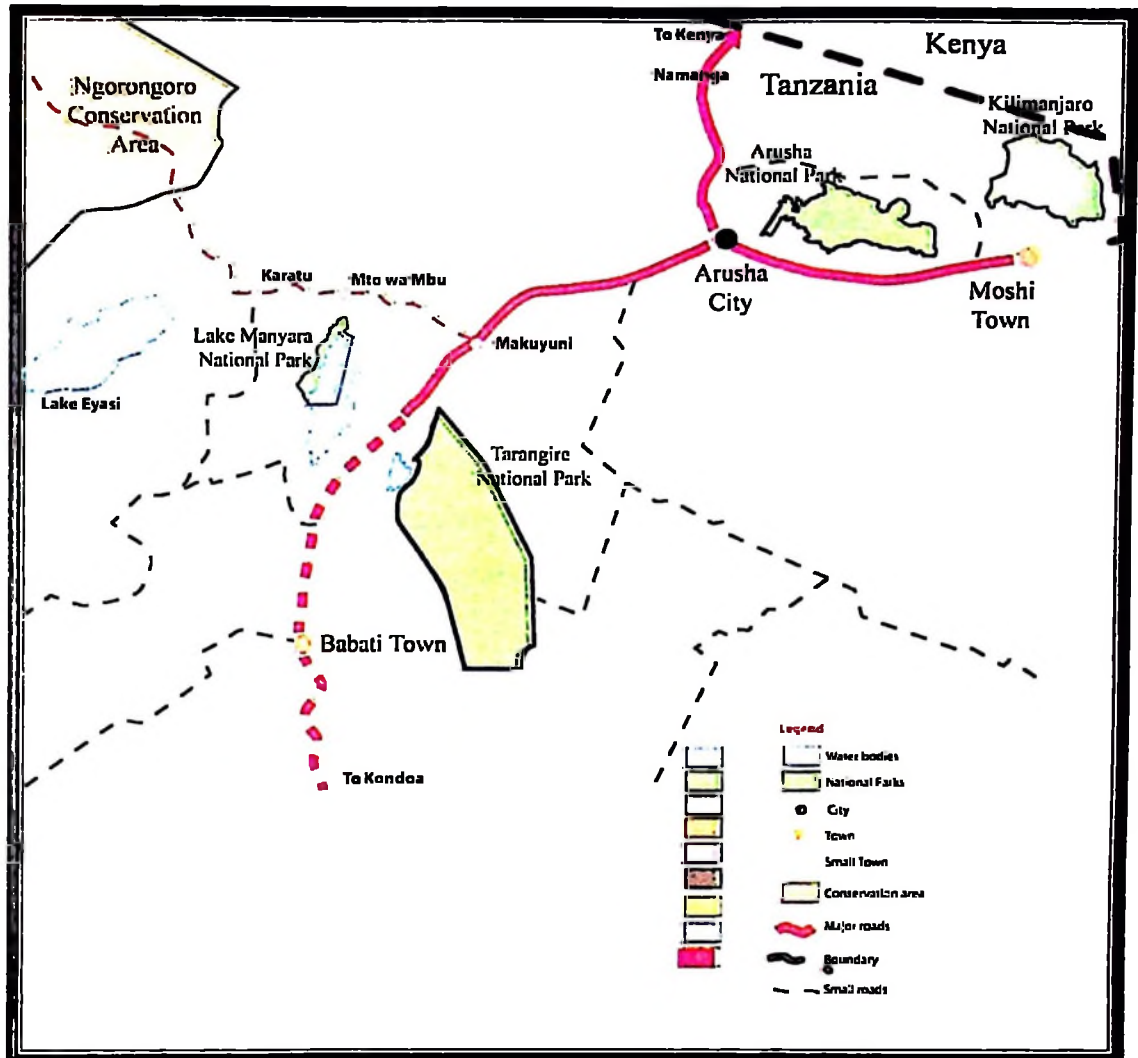 To Kenya
Kenya
Namanga
Tanzania
Ngorongoro
Conservation
Area
Kilimanjaro
National Park
Arusha
National Park
Karatu
Mto wa Mbu
Arusha
City
Moshi
Town
Lake Manyara
National Park
Makuyuni
Lake Eyasi
Tarangire
National Park
Babati Town
To Kondoa
Legend
Water bodies
National Parks
City
Town
Small Town
Conservation area
Major roads
Boundary
Small roads